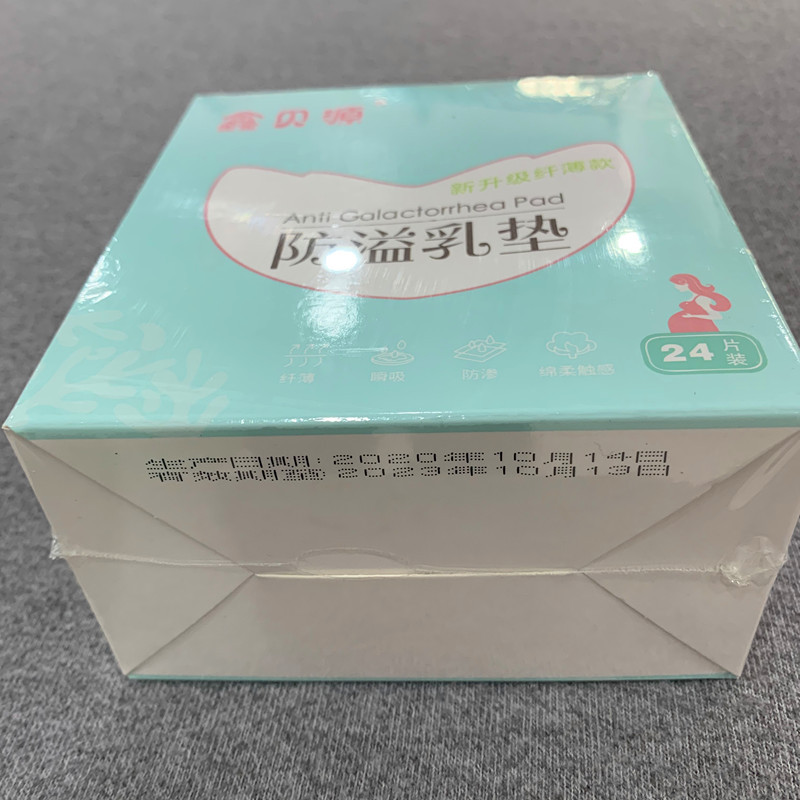 鑫贝源
新升级纤薄款
Anti-Galactorrhea Pad
防溢乳垫
纤薄 瞬吸 防渗 绵柔触感
24片装
生产日期:2020年10月14日
有效期至:2023年10月13日